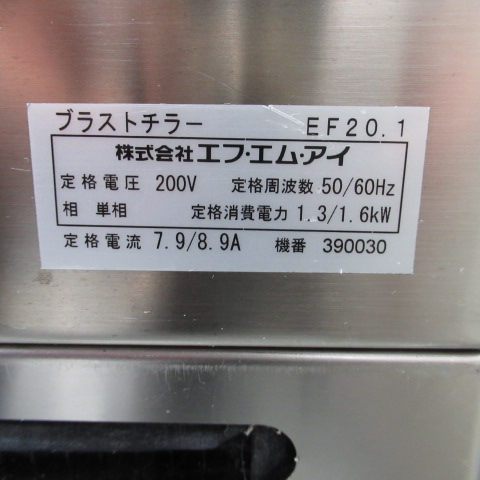 ブラストチラー EF20.1
株式会社エフ・エム・アイ
定格電圧 200V 定格周波数 50/60Hz
相 単相 定格消費電力 1.3/1.6kW
定格電流 7.9/8.9A 機番 390030